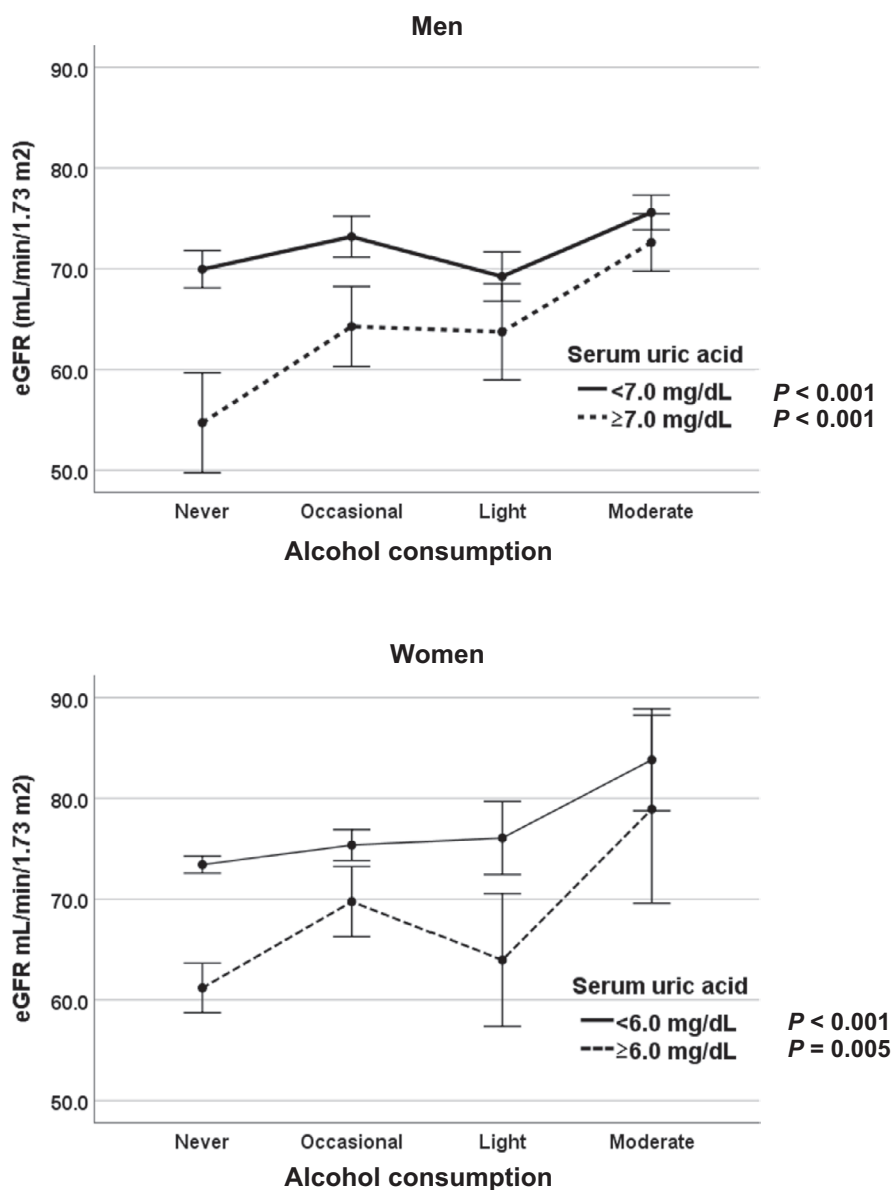 Men
eGFR (mL/min/1.73 m2)
90.0
80.0
70.0
60.0
50.0
Serum uric acid
<7.0 mg/dL P < 0.001
≥7.0 mg/dL P < 0.001
Never Occasional Light Moderate
Alcohol consumption
Women
eGFR mL/min/1.73 m2)
90.0
80.0
70.0
60.0
50.0
Serum uric acid
<6.0 mg/dL P < 0.001
≥6.0 mg/dL P = 0.005
Never Occasional Light Moderate
Alcohol consumption